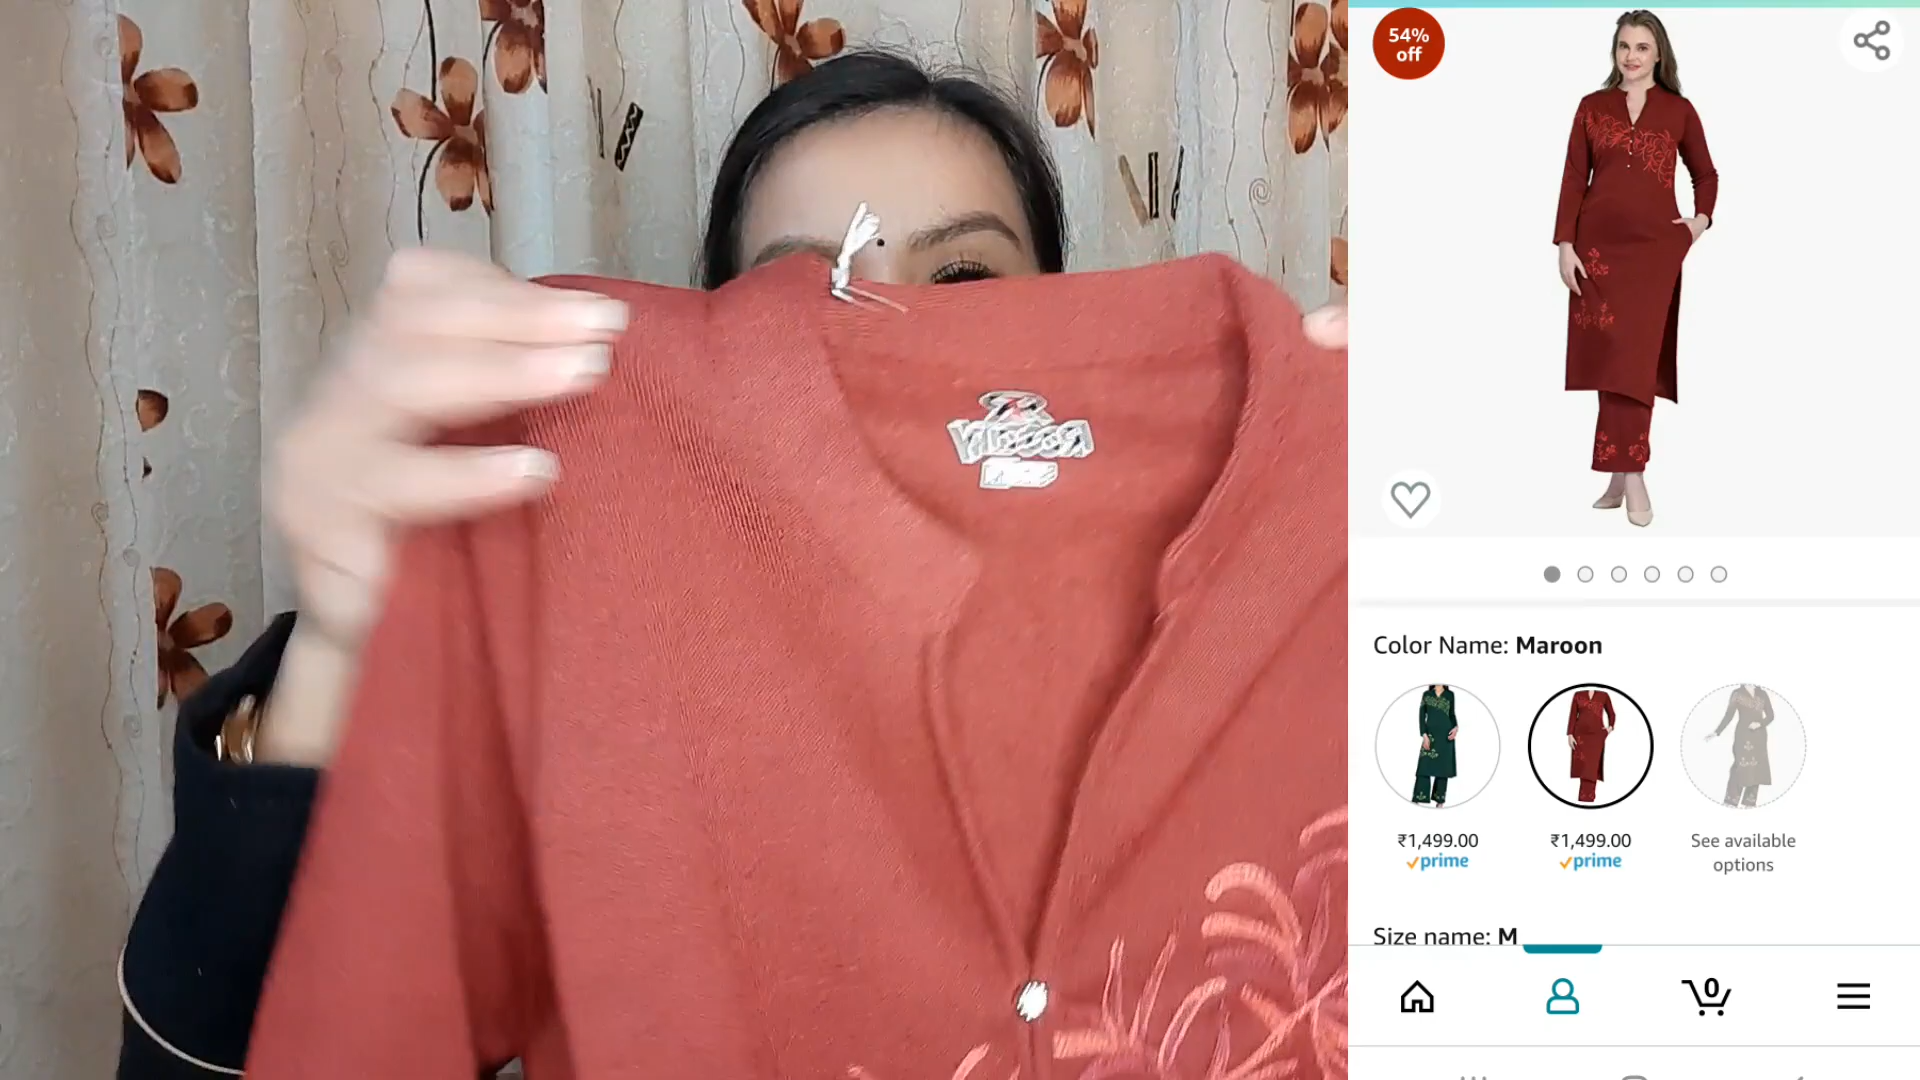 54%
off
Color Name: Maroon
₹1,499.00
prime
₹1,499.00
prime
See available
options
Size name: M
0